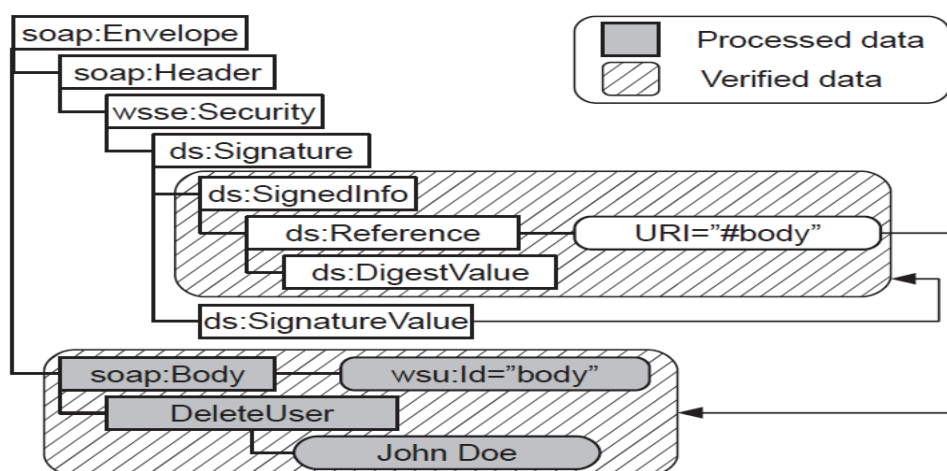 soap:Envelope
Processed data
soap:Header
Verified data
wsse:Security
ds:Signature
ds:SignedInfo
ds:Reference
URI=”#body”
ds:DigestValue
ds:SignatureValue
soap:Body
wsu:Id=”body”
DeleteUser
John Doe